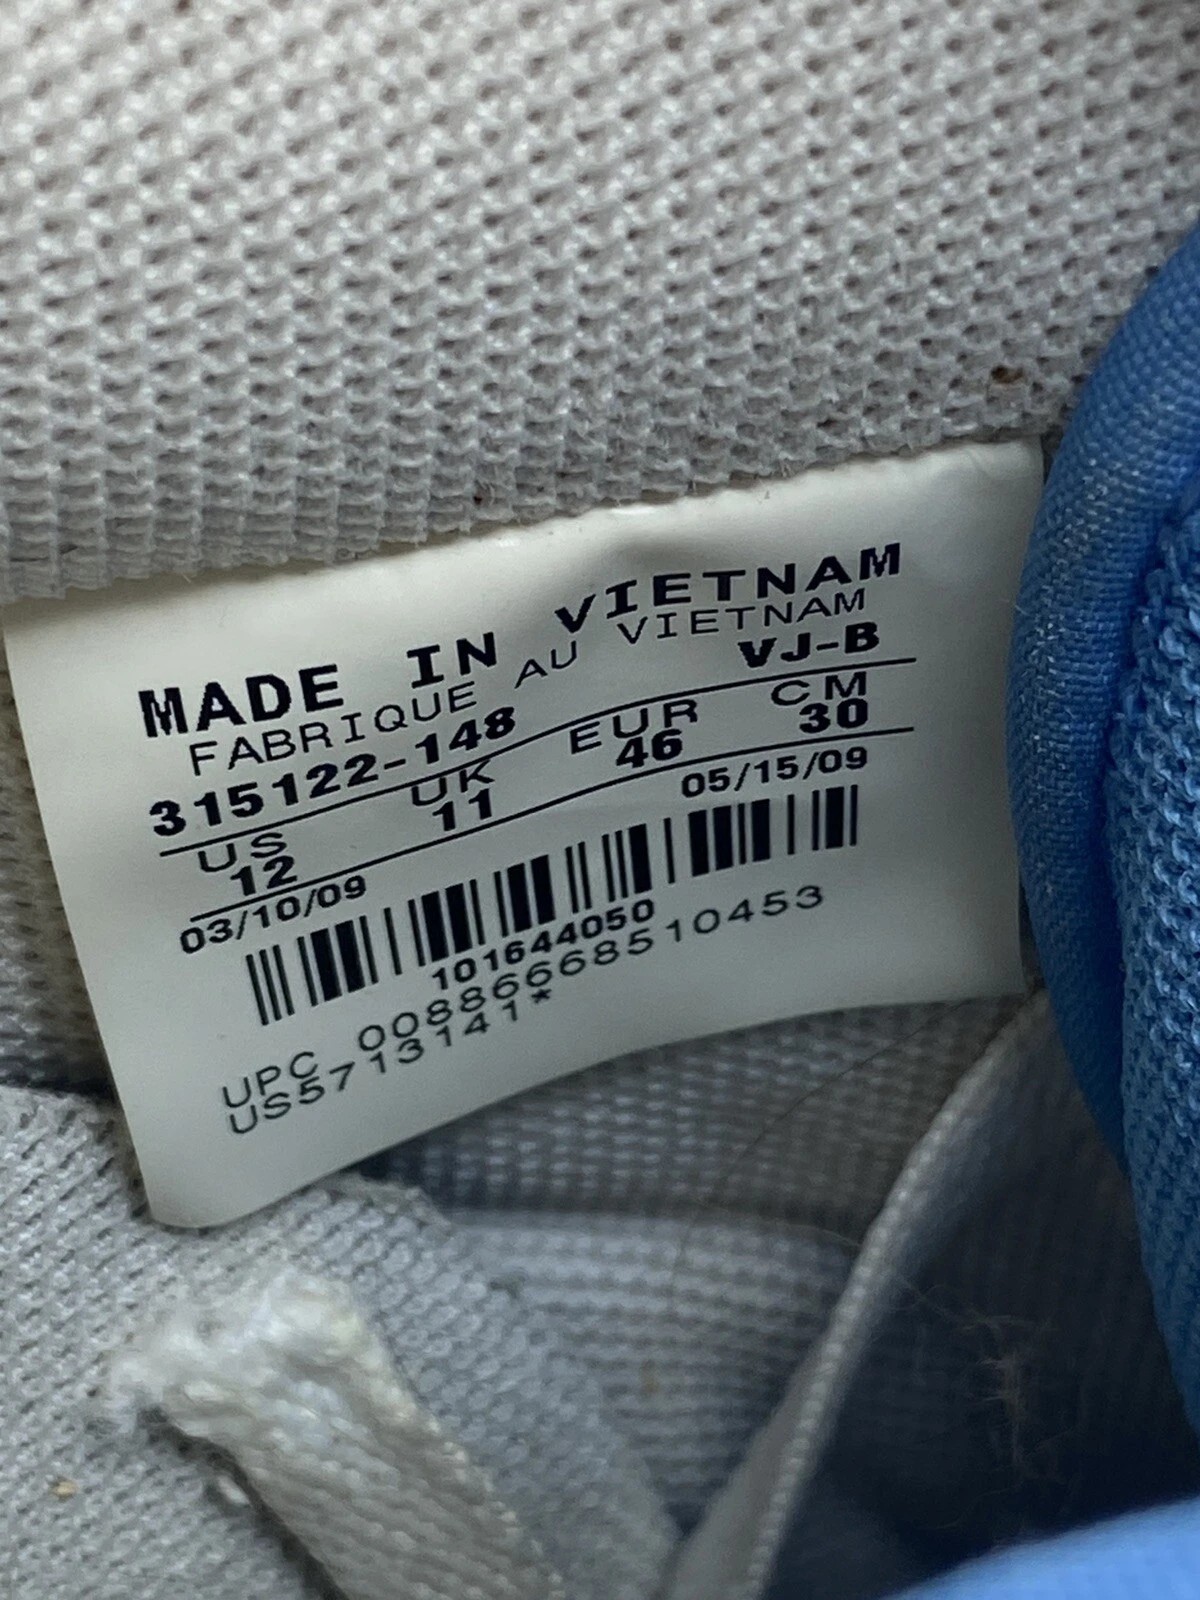 MADE IN VIETNAM
FABRIQUE AU VIETNAM
315122-148 VJ-B
US UK EUR CM
12 11 46 30
03/10/09 05/15/09
101644050
UPC 00886668510453
US5713141*